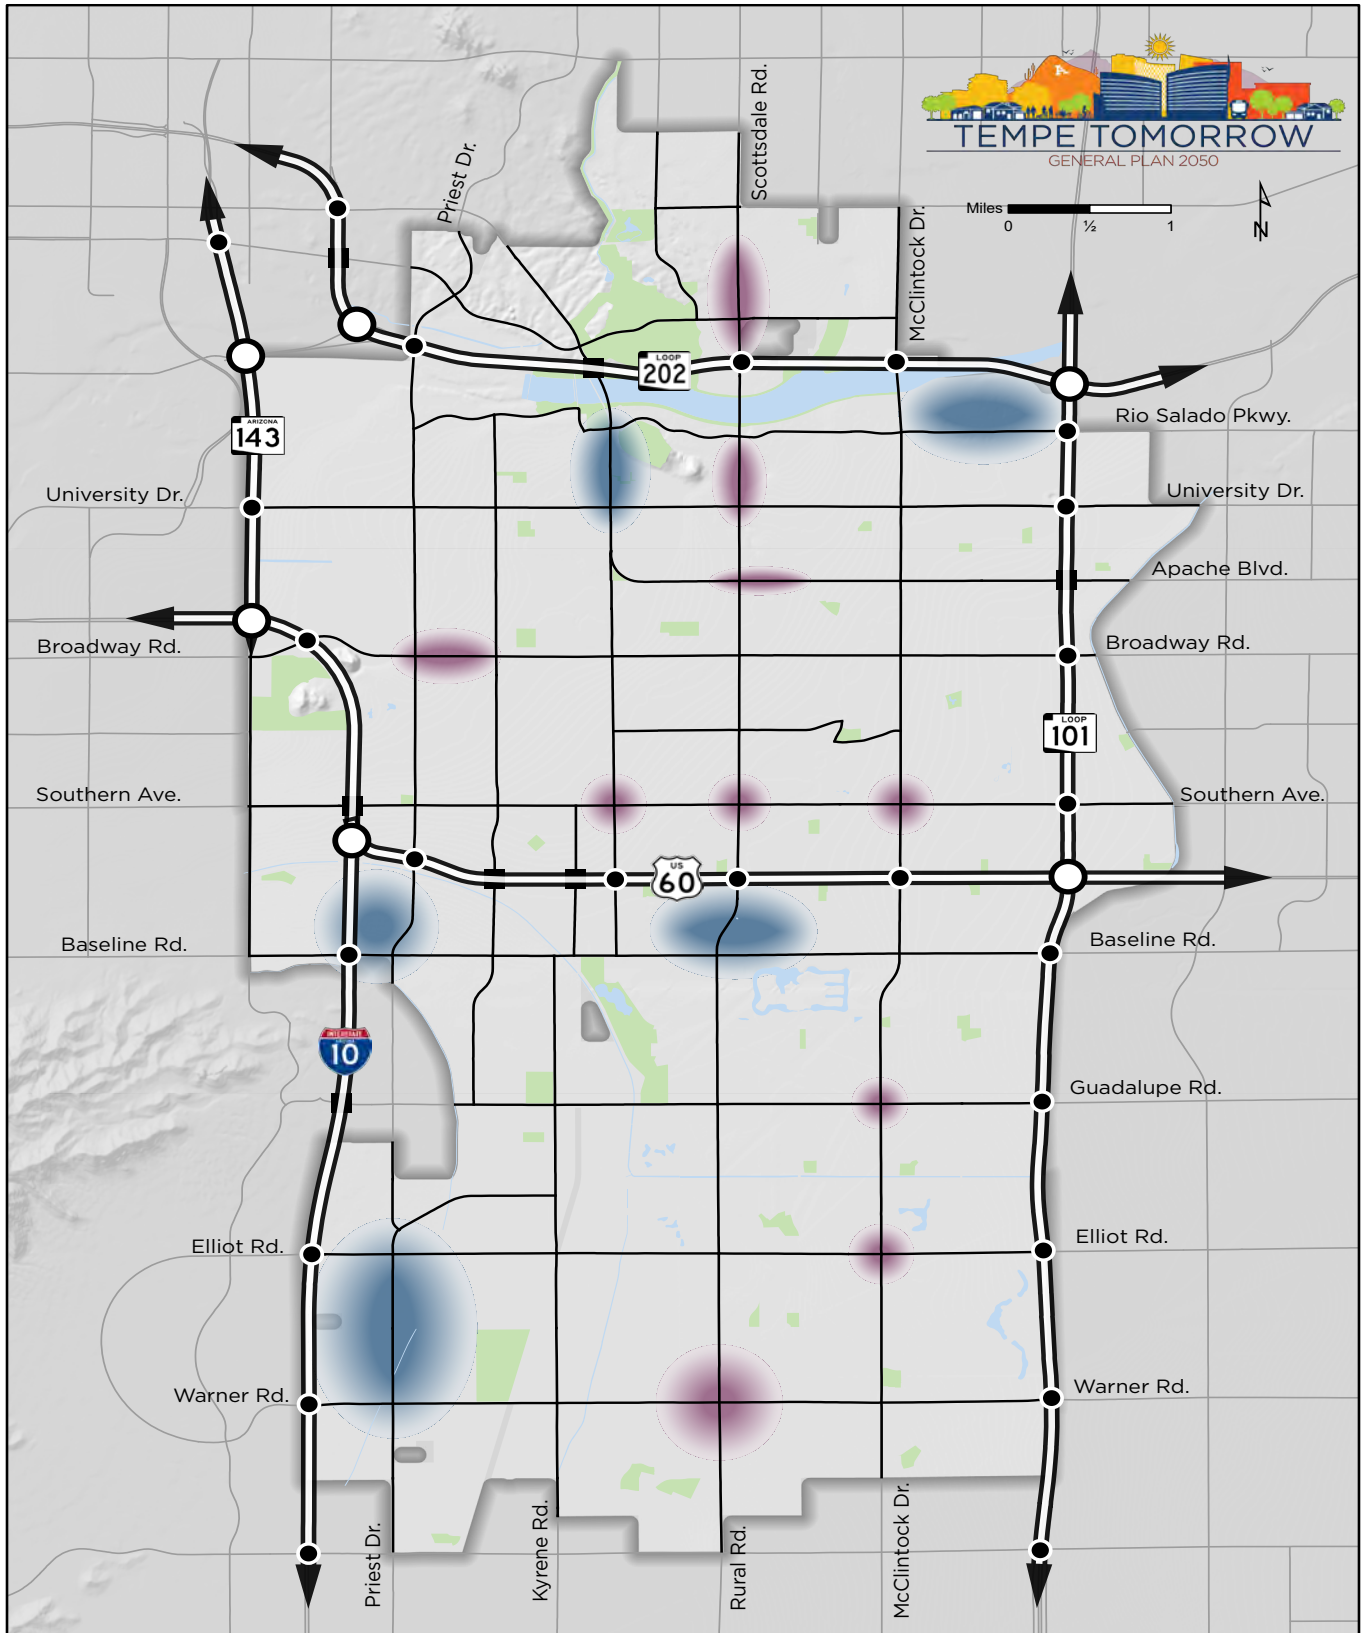 Scottsdale Rd.
TEMPE TOMORROW
GENERAL PLAN 2050
Priest Dr.
Miles
0 ½ 1
N
McClintock Dr.
LOOP
202
ARIZONA
143
Rio Salado Pkwy.
University Dr.
University Dr.
Apache Blvd.
Broadway Rd.
Broadway Rd.
LOOP
101
Southern Ave.
Southern Ave.
US
60
Baseline Rd.
Baseline Rd.
INTERSTATE
ARIZONA
10
Guadalupe Rd.
Elliot Rd.
Elliot Rd.
Warner Rd.
Warner Rd.
Priest Dr.
Kyrene Rd.
Rural Rd.
McClintock Dr.